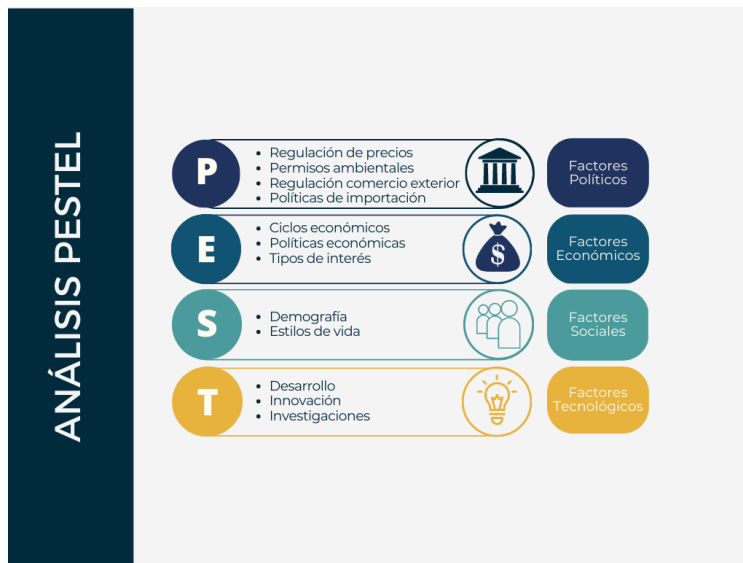 ANÁLISIS PESTEL
P
• Regulación de precios
• Permisos ambientales
• Regulación comercio exterior
• Políticas de importación
Factores
Políticos
E
• Ciclos económicos
• Políticas económicas
• Tipos de interés
$
Factores
Económicos
S
• Demografía
• Estilos de vida
Factores
Sociales
T
• Desarrollo
• Innovación
• Investigaciones
Factores
Tecnológicos